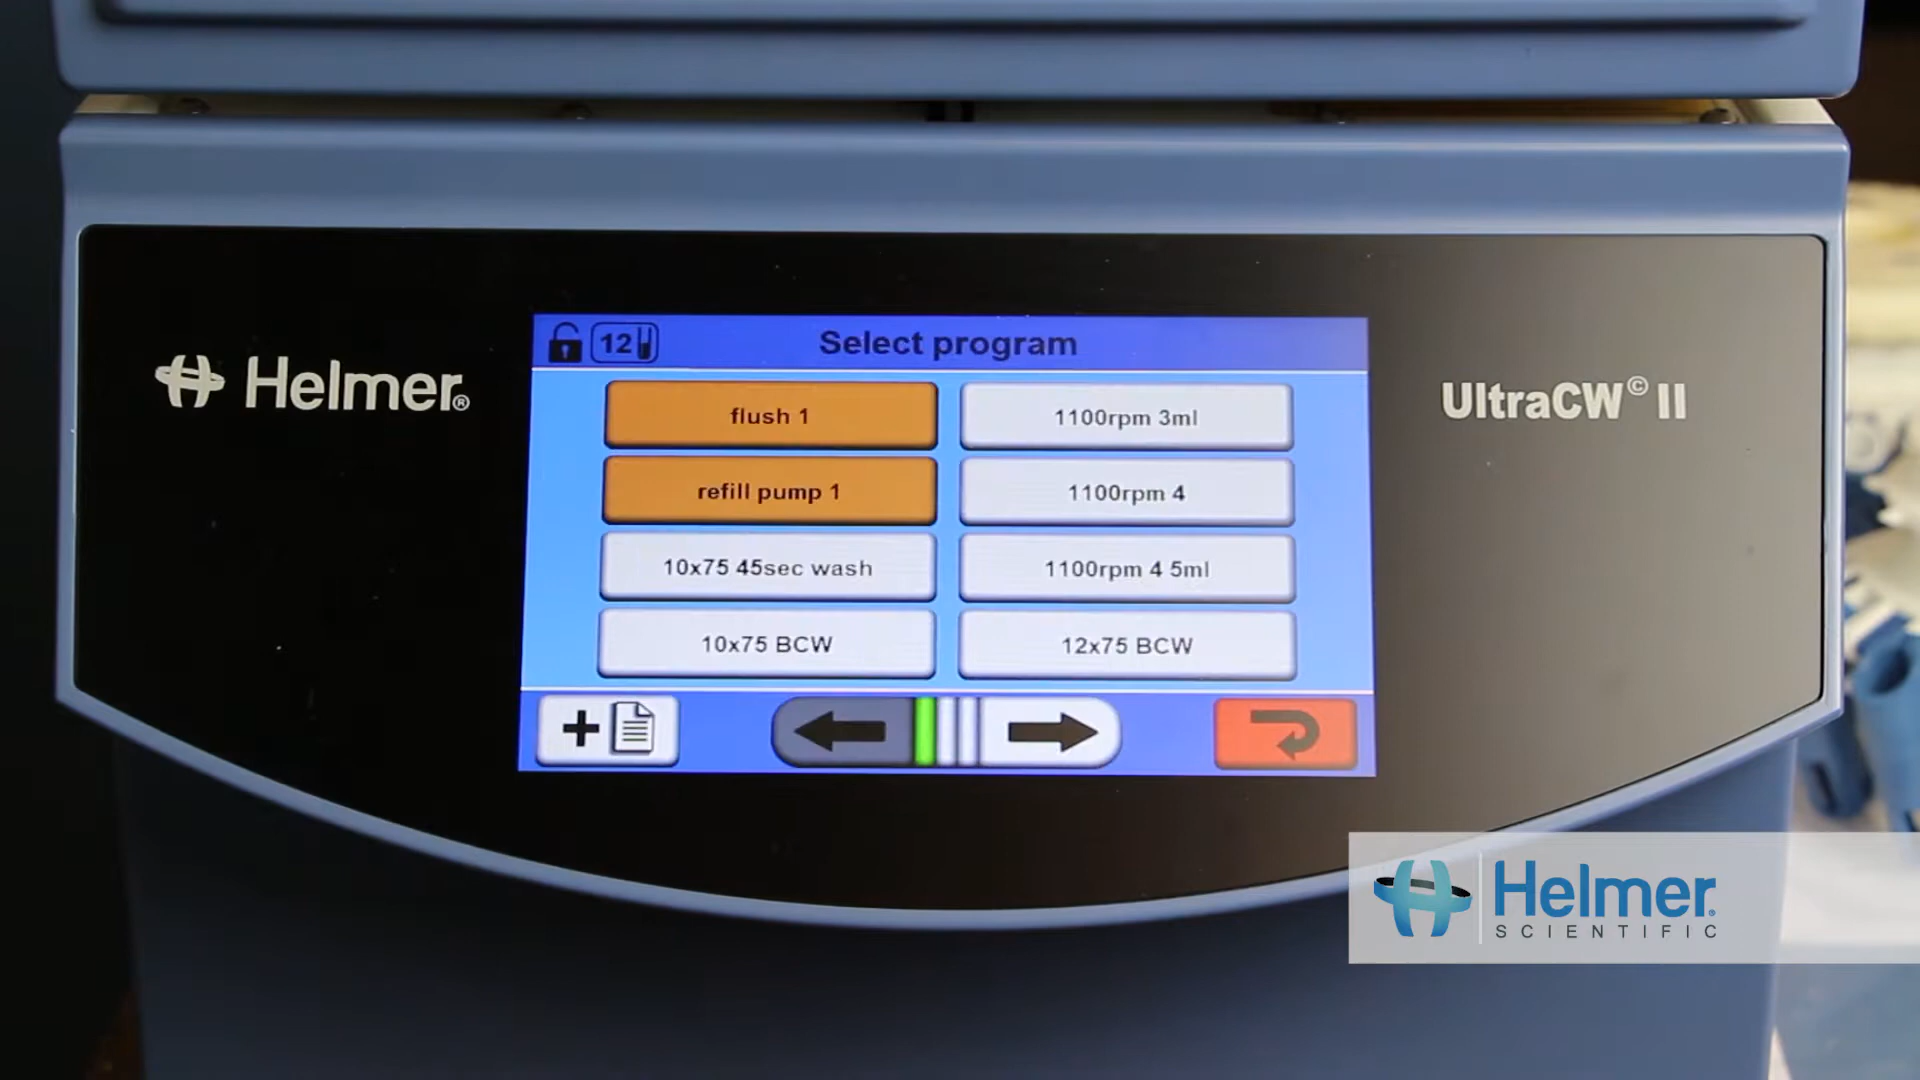 Helmer®
12
Select program
flush 1
1100rpm 3ml
refill pump 1
1100rpm 4
10x75 45sec wash
1100rpm 4 5ml
10x75 BCW
12x75 BCW
UltraCW© II
Helmer.
SCIENTIFIC